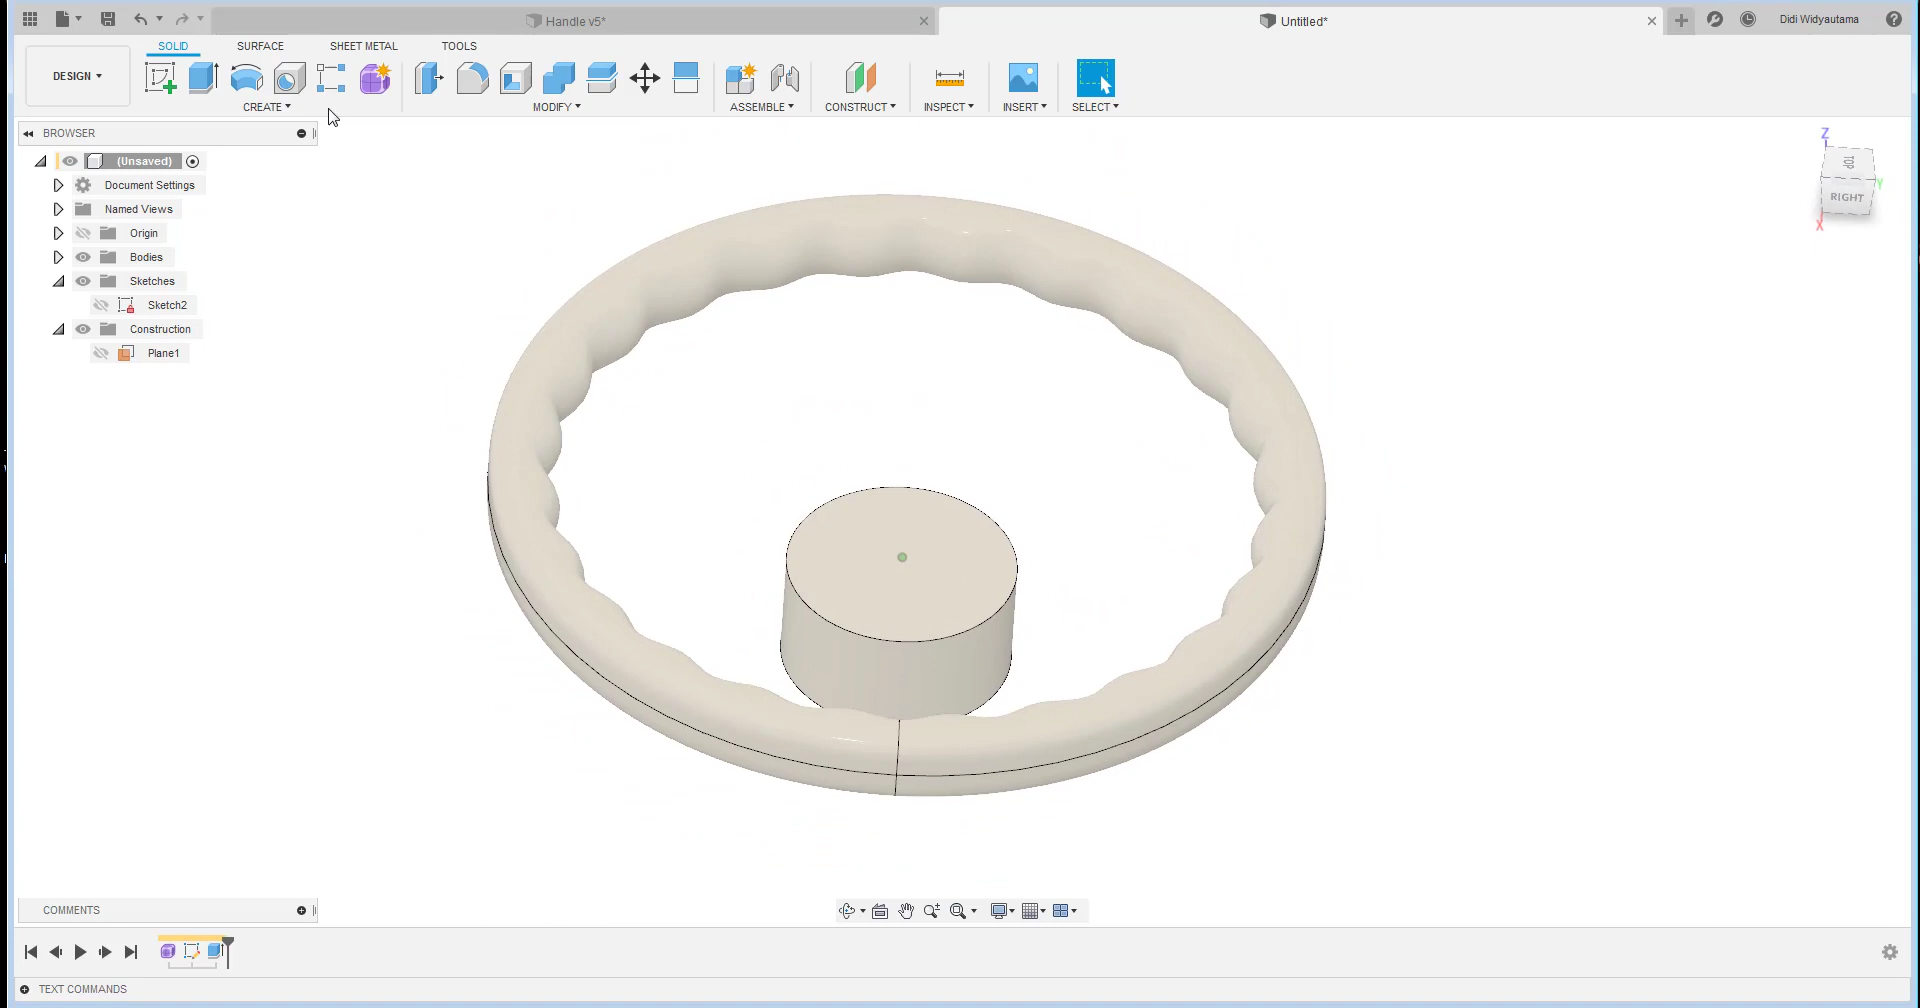 Handle v5*
Untitled*
Didi Widyautama
SOLID
SURFACE
SHEET METAL
TOOLS
DESIGN
CREATE
MODIFY
ASSEMBLE
CONSTRUCT
INSPECT
INSERT
SELECT
BROWSER
(Unsaved)
Document Settings
Named Views
Origin
Bodies
Sketches
Sketch2
Construction
Plane1
Z
TOP
Y
RIGHT
X
COMMENTS
TEXT COMMANDS